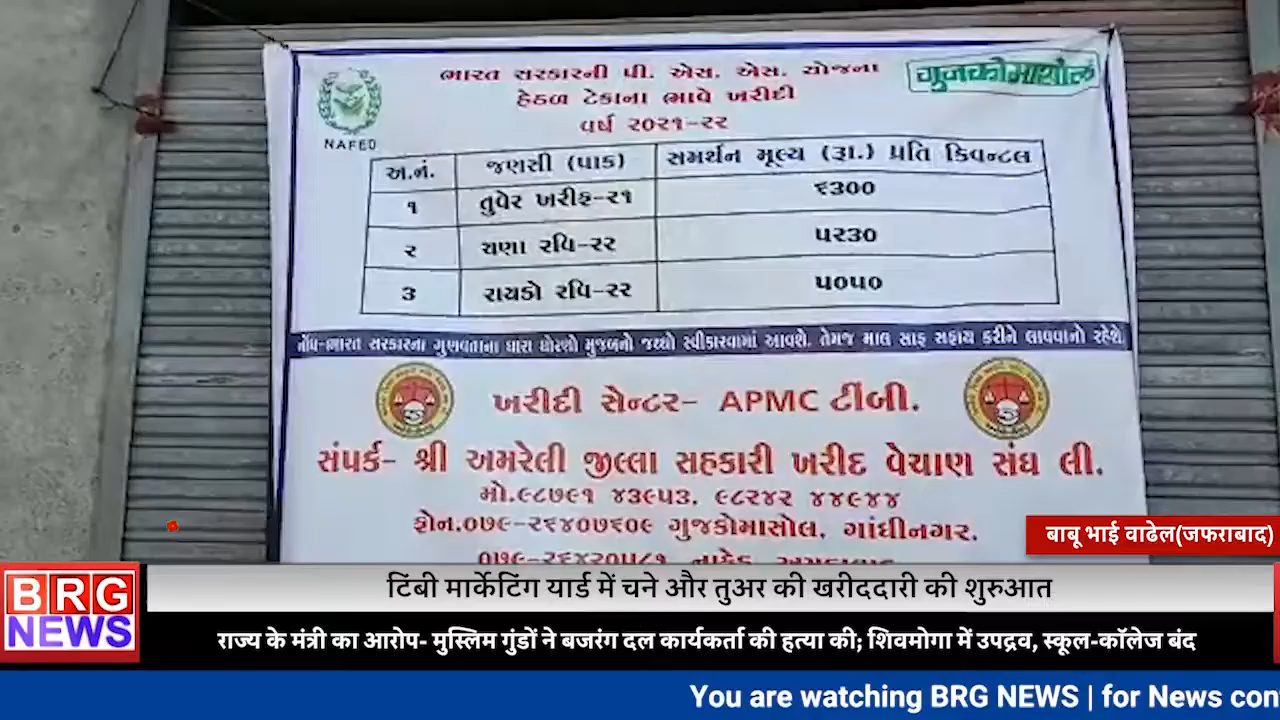 ભારત સરકારની પી. એસ. એસ. યોજના
હેઠળ ટેકાના ભાવે ખરીદી
વર્ષ ૨૦૨૧-૨૨
ગુજકોમાસોલ
NAFED
અ.નં. જણસી (પાક) સમર્થન મૂલ્ય (રૂા.) પ્રતિ કિવન્ટલ
૧ તુવેર ખરીફ-૨૧ ૬૩૦૦
૨ ચણા રવિ-૨૨ ૫૨૩૦
૩ રાયડો રવિ-૨૨ ૫૦૫૦
નોંધ-ભારત સરકારના ગુણવતાના ધારા ધોરણો મુજબનો જથ્થો સ્વીકારવામાં આવશે. તેમજ માલ સાફ સફાય કરીને લાવવાનો રહેશે.
ખરીદી સેન્ટર- APMC ટીંબી.
સંપર્ક- શ્રી અમરેલી જીલ્લા સહકારી ખરીદ વેચાણ સંઘ લી.
મો.૯૮૭૯૧ ૪૩૯૫૩. ૯૮૨૪૨ ૪૪૯૪૪
ફોન.૦૭૯-૨૬૪૦૭૬૦૯ ગુજકોમાસોલ, ગાંધીનગર.
बाबू भाई वाढेल(जफराबाद)
टिंबी मार्केटिंग यार्ड में चने और तुअर की खरीददारी की शुरुआत
BRG
NEWS
राज्य के मंत्री का आरोप- मुस्लिम गुंडों ने बजरंग दल कार्यकर्ता की हत्या की; शिवमोगा में उपद्रव, स्कूल-कॉलेज बंद
You are watching BRG NEWS | for News con